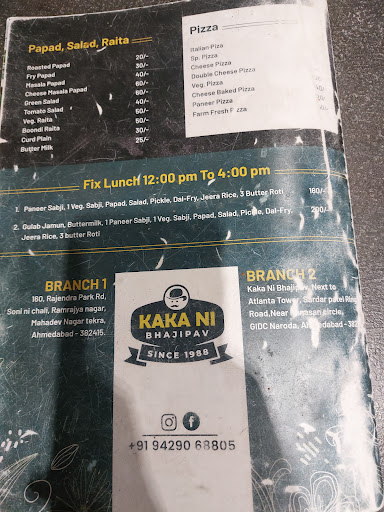 Papad, Salad, Raita
Roasted Papad 20/-
Fry Papad 30/-
Masala Papad 40/-
Cheese Masala Papad 60/-
Green Salad 60/-
Tomato Salad 40/-
Veg. Raita 50/-
Boondi Raita 50/-
Curd Plain 30/-
Butter Milk 25/-
Pizza
Italian Piza
Sp. Pizza
Cheese Pizza
Double Cheese Pizza
Veg. Pizza
Cheese Baked Pizza
Paneer Pizza
Farm Fresh Pizza
Fix Lunch 12:00 pm To 4:00 pm
1. Paneer Sabji, 1 Veg. Sabji, Papad, Salad, Pickle, Dal-Fry, Jeera Rice, 3 Butter Roti 160/-
2. Gulab Jamun, Buttermilk, 1 Paneer Sabji, 1 Veg. Sabji, Papad, Salad, Pickle, Dal-Fry, 200/-
Jeera Rice, 3 butter Roti
BRANCH 1
160, Rajendra Park Rd,
Soni ni chali, Ramrajya nagar,
Mahadev Nagar tekra,
Ahmedabad - 382415.
KAKA NI
BHAJIPAV
SINCE 1988
+91 94290 68805
BRANCH 2
Kaka Ni Bhajipav, Next to
Atlanta Tower, Sardar patel Ring
Road, Near circle,
GIDC Naroda, Ahmedabad - 382